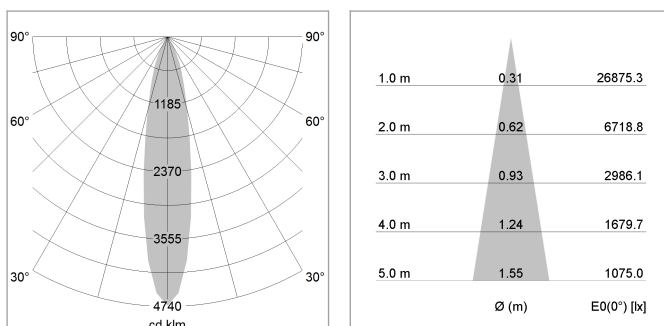 90° 90°
1185
60° 60°
2370
3555
30° 30°
4740
cd klm
1.0 m 0.31 26875.3
2.0 m 0.62 6718.8
3.0 m 0.93 2986.1
4.0 m 1.24 1679.7
5.0 m 1.55 1075.0
Ø (m) E0(0°) [lx]